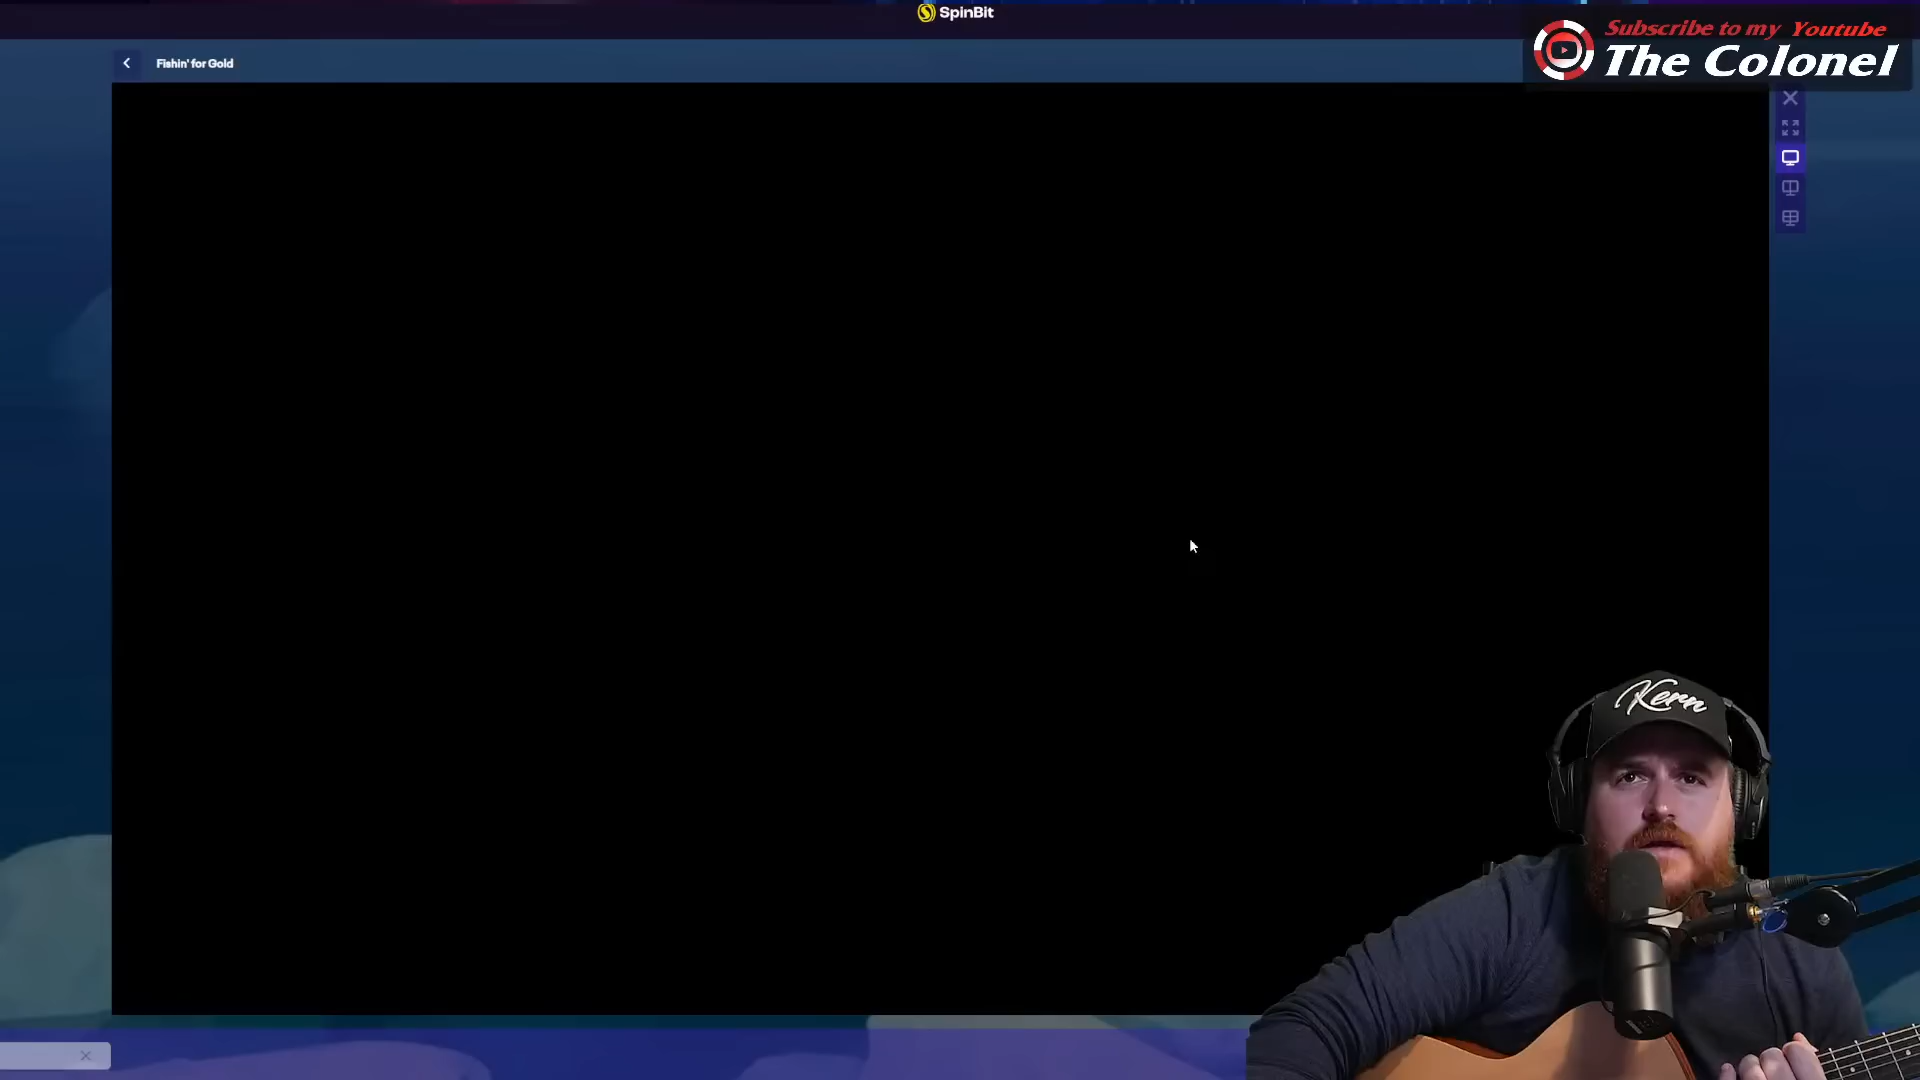 SpinBit
Subscribe to my Youtube
The Colonel
Fishin' for Gold
Kern